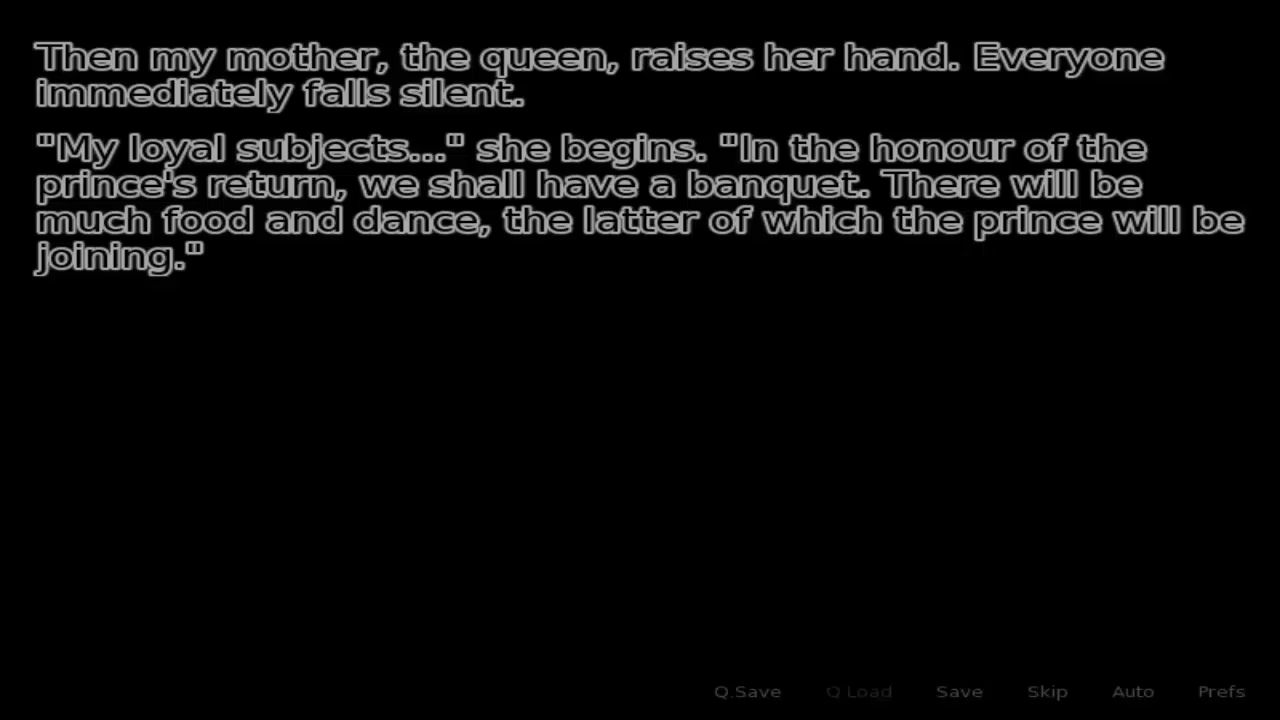 Then my mother, the queen, raises her hand. Everyone
immediately falls silent.
"My loyal subjects..." she begins. "In the honour of the
prince's return, we shall have a banquet. There will be
much food and dance, the latter of which the prince will be
joining."
Q.Save Q.Load Save Skip Auto Prefs